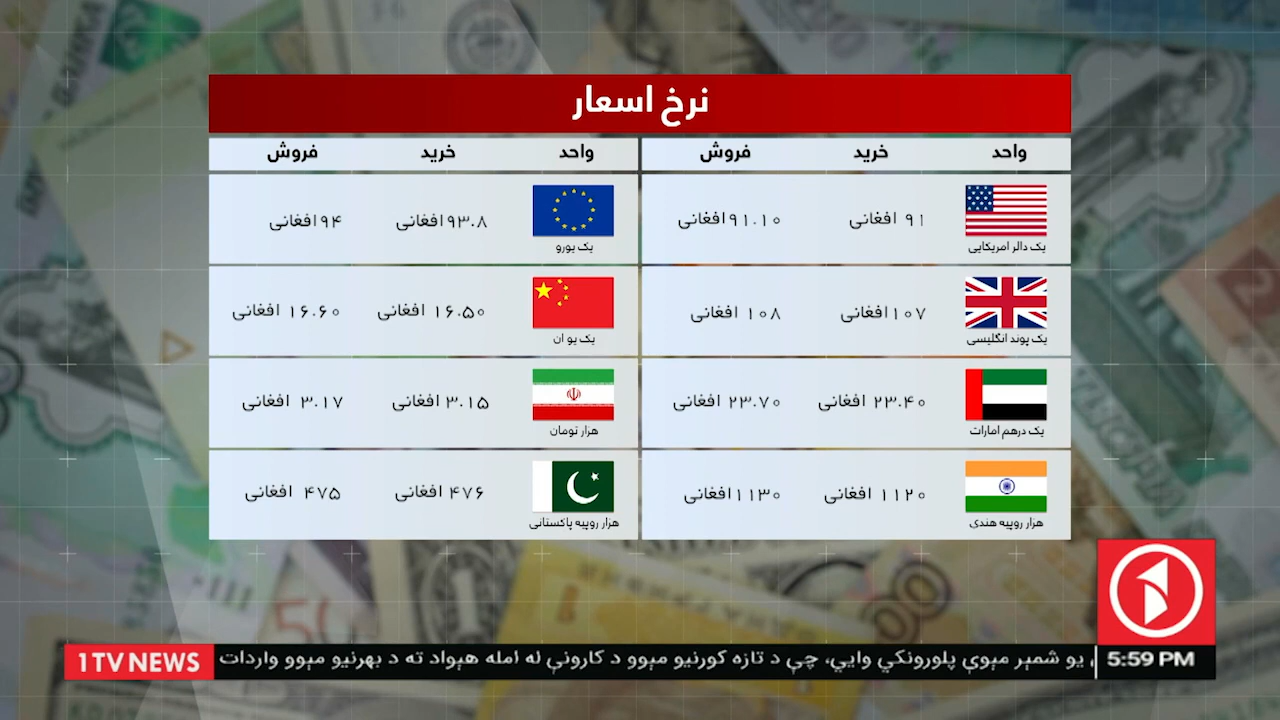 نرخ اسعار
واحد خرید فروش
۹۱ افغانی ۹۱.۱۰افغانی
یک دالر امریکایی
۱۰۷افغانی ۱۰۸ افغانی
یک پوند انگلیسی
۲۳.۴۰ افغانی ۲۳.۷۰ افغانی
یک درهم امارات
۱۱۲۰ افغانی ۱۱۳۰افغانی
هزار روپیه هندی
واحد خرید فروش
۹۳.۸افغانی ۹۴افغانی
یک یورو
۱۶.۵۰ افغانی ۱۶.۶۰ افغانی
یک یو ان
۳.۱۵ افغانی ۳.۱۷ افغانی
هزار تومان
۴۷۶ افغانی ۴۷۵ افغانی
هزار روپیه پاکستانی
1TV NEWS
یو شمېر مېوې پلورونکي وايي، چې د تازه کورنیو مېوو د کارونې له امله هېواد ته د بهرنیو مېوو واردات
5:59 PM